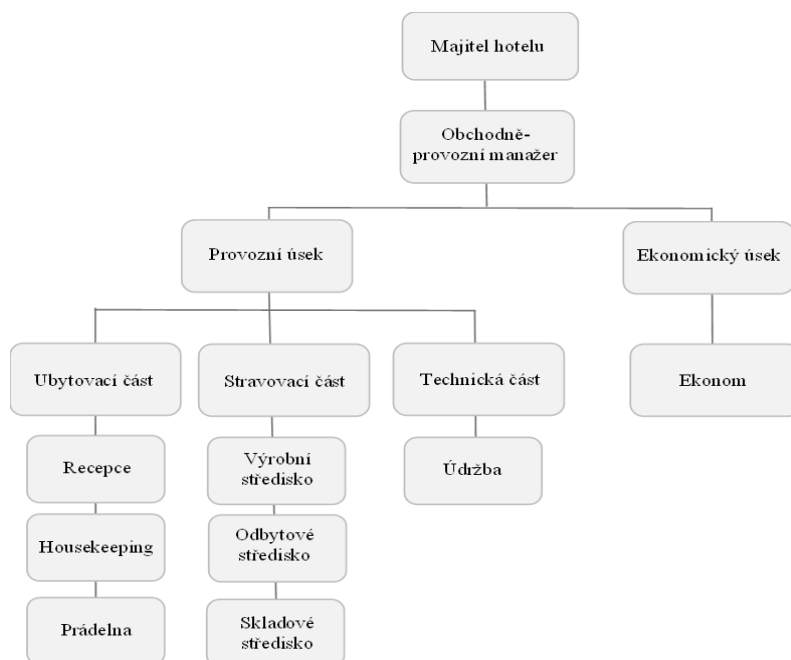 Majitel hotelu
Obchodně-
provozní manažer
Provozní úsek
Ekonomický úsek
Ubytovací část
Stravovací část
Technická část
Ekonom
Recepce
Výrobní
středisko
Údržba
Housekeeping
Odbytové
středisko
Prádelna
Skladové
středisko